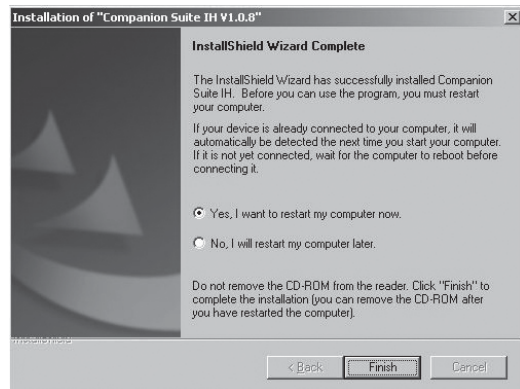 Installation of "Companion Suite IH V1.0.8"
InstallShield Wizard Complete
The InstallShield Wizard has successfully installed Companion
Suite IH. Before you can use the program, you must restart
your computer.
If your device is already connected to your computer, it will
automatically be detected the next time you start your computer.
If it is not yet connected, wait for the computer to reboot before
connecting it.
Yes, I want to restart my computer now.
No, I will restart my computer later.
Do not remove the CD-ROM from the reader. Click "Finish" to
complete the installation (you can remove the CD-ROM after
you have restarted the computer).
InstallShield
< Back Finish Cancel